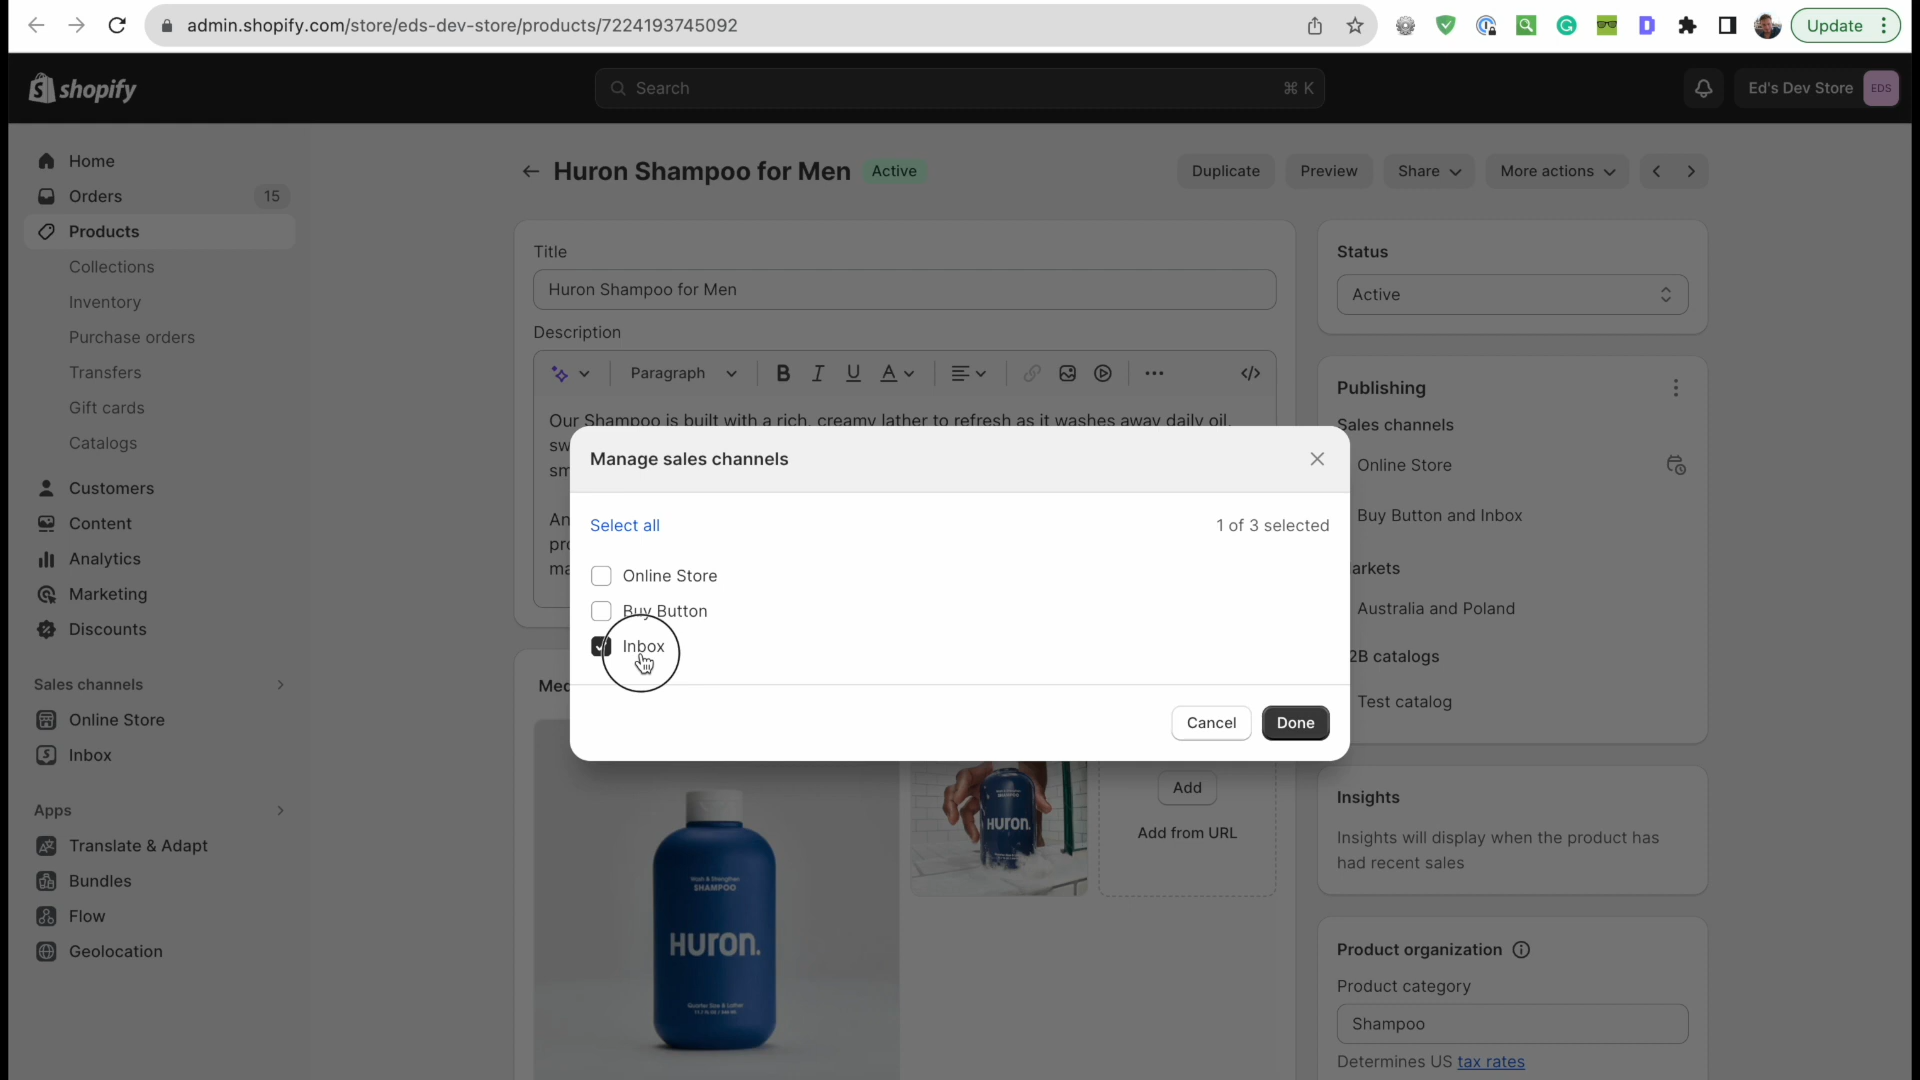 admin.shopify.com/store/eds-dev-store/products/7224193745092
Update
shopify
Search
⌘ K
Ed's Dev Store
EDS
Home
Orders
15
Products
Collections
Inventory
Purchase orders
Transfers
Gift cards
Catalogs
Customers
Content
Analytics
Marketing
Discounts
Sales channels
Online Store
Inbox
Apps
Translate & Adapt
Bundles
Flow
Geolocation
Huron Shampoo for Men
Active
Duplicate
Preview
Share
More actions
Title
Huron Shampoo for Men
Description
Paragraph
Our Shampoo is built with a rich, creamy lather to refresh as it washes away daily oil,
Manage sales channels
Select all
1 of 3 selected
Online Store
Buy Button
Inbox
Cancel
Done
Wash & Strengthen
SHAMPOO
HURON.
HURON.
Add
Add from URL
Status
Active
Publishing
Sales channels
Online Store
Buy Button and Inbox
arkets
Australia and Poland
2B catalogs
Test catalog
Insights
Insights will display when the product has
had recent sales
Product organization
Product category
Shampoo
Determines US tax rates